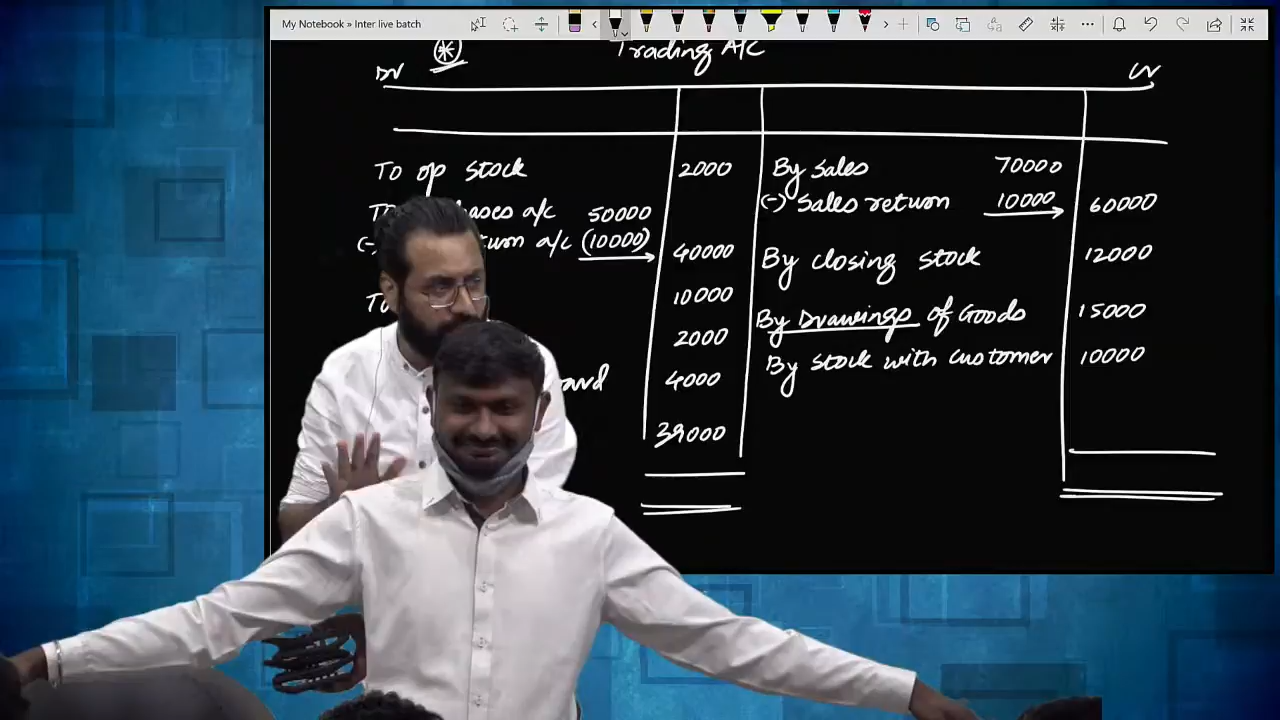 My Notebook » Inter live batch
Trading A/C
Dr
Cr
To op stock 2000
By Sales 70000
(-) Sales return 10000 60000
a/c 50000
(-) a/c (10000) 40000
By closing stock 12000
To 10000
By Drawings of Goods 15000
2000
By Stock with customer 10000
4000
39000